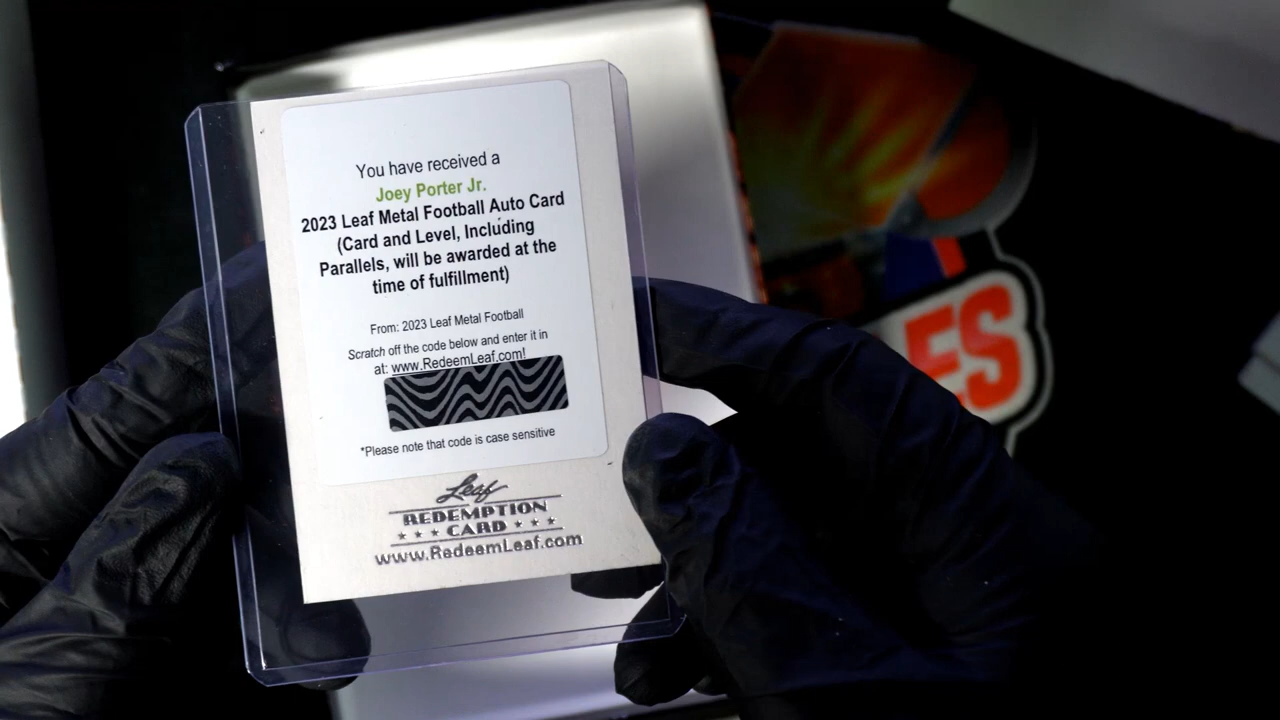 You have received a
Joey Porter Jr.
2023 Leaf Metal Football Auto Card
(Card and Level, Including
Parallels, will be awarded at the
time of fulfillment)
From: 2023 Leaf Metal Football
Scratch off the code below and enter it in
at: www.RedeemLeaf.com!
*Please note that code is case sensitive
Leaf
REDEMPTION
CARD
www.RedeemLeaf.com
ES